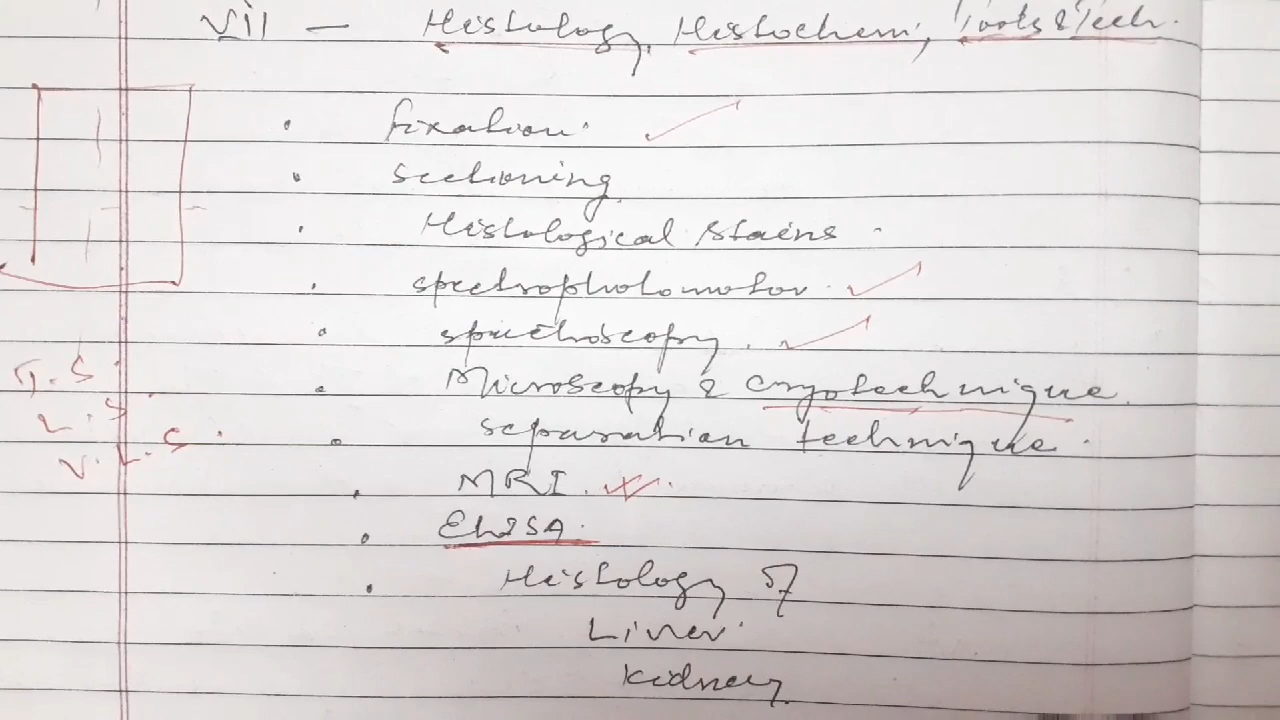 VII — Histology, Histochem, Tools & Tech.
• fixation.
• sectioning
• Histological stains.
• spectrophotometer.
• spectroscopy.
T.S.
• Microscopy & Cryotechnique.
L.S.
• separation technique.
V.L.S.
• MRI.
• ELISA.
• Histology of
Liver
kidney